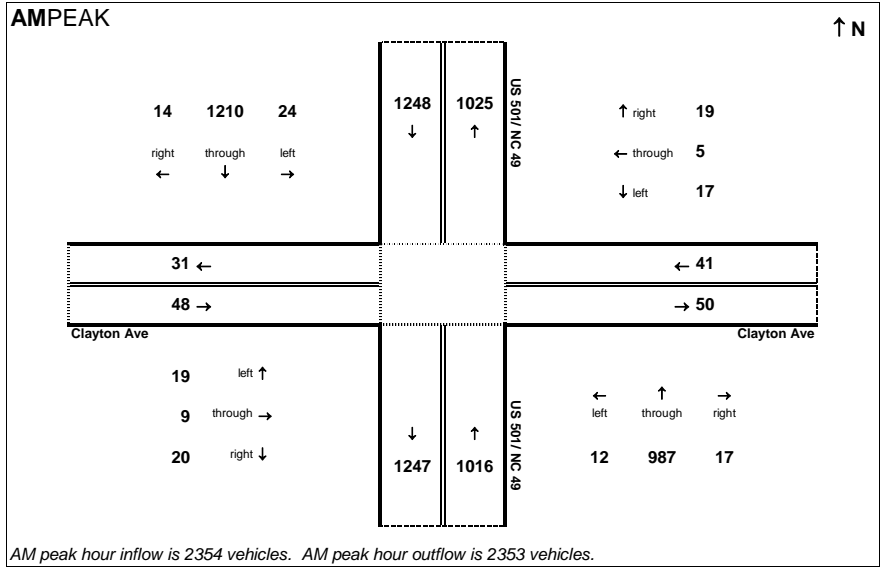 AM PEAK
↑ N
14 1210 24
right through left
← ↓ →
1248 1025
↓ ↑
US 501/ NC 49
↑ right 19
← through 5
↓ left 17
31 ← ← 41
48 → → 50
Clayton Ave Clayton Ave
19 left ↑
9 through →
20 right ↓
↓ ↑
1247 1016
US 501/ NC 49
← ↑ →
left through right
12 987 17
AM peak hour inflow is 2354 vehicles. AM peak hour outflow is 2353 vehicles.